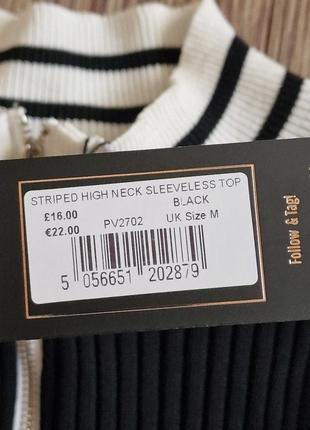 STRIPED HIGH NECK SLEEVELESS TOP
£16.00 BLACK
€22.00 PV2702 UK Size M
5 056651 202879
Follow & Tag!